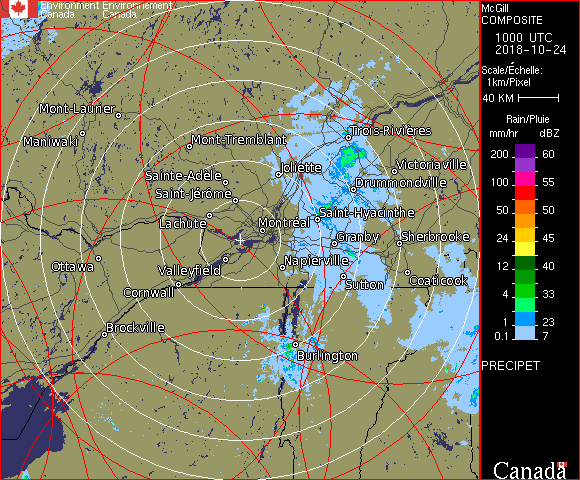 Environment Environnement
Canada Canada
McGill
COMPOSITE
1000 UTC
2018-10-24
Scale/Échelle:
1km/Pixel
40 KM
Rain/Pluie
mm/hr dBZ
200 60
100 55
50 50
24 45
12 40
4 33
1 23
0.1 7
PRECIPET
Canada
Mont-Laurier
Maniwaki
Mont-Tremblant
Trois-Rivières
Joliette
Victoriaville
Sainte-Adèle
Drummondville
Saint-Jérôme
Saint-Hyacinthe
Lachute
Montréal
Granby
Sherbrooke
Ottawa
Valleyfield
Napierville
Sutton
Coaticook
Cornwall
Brockville
Burlington